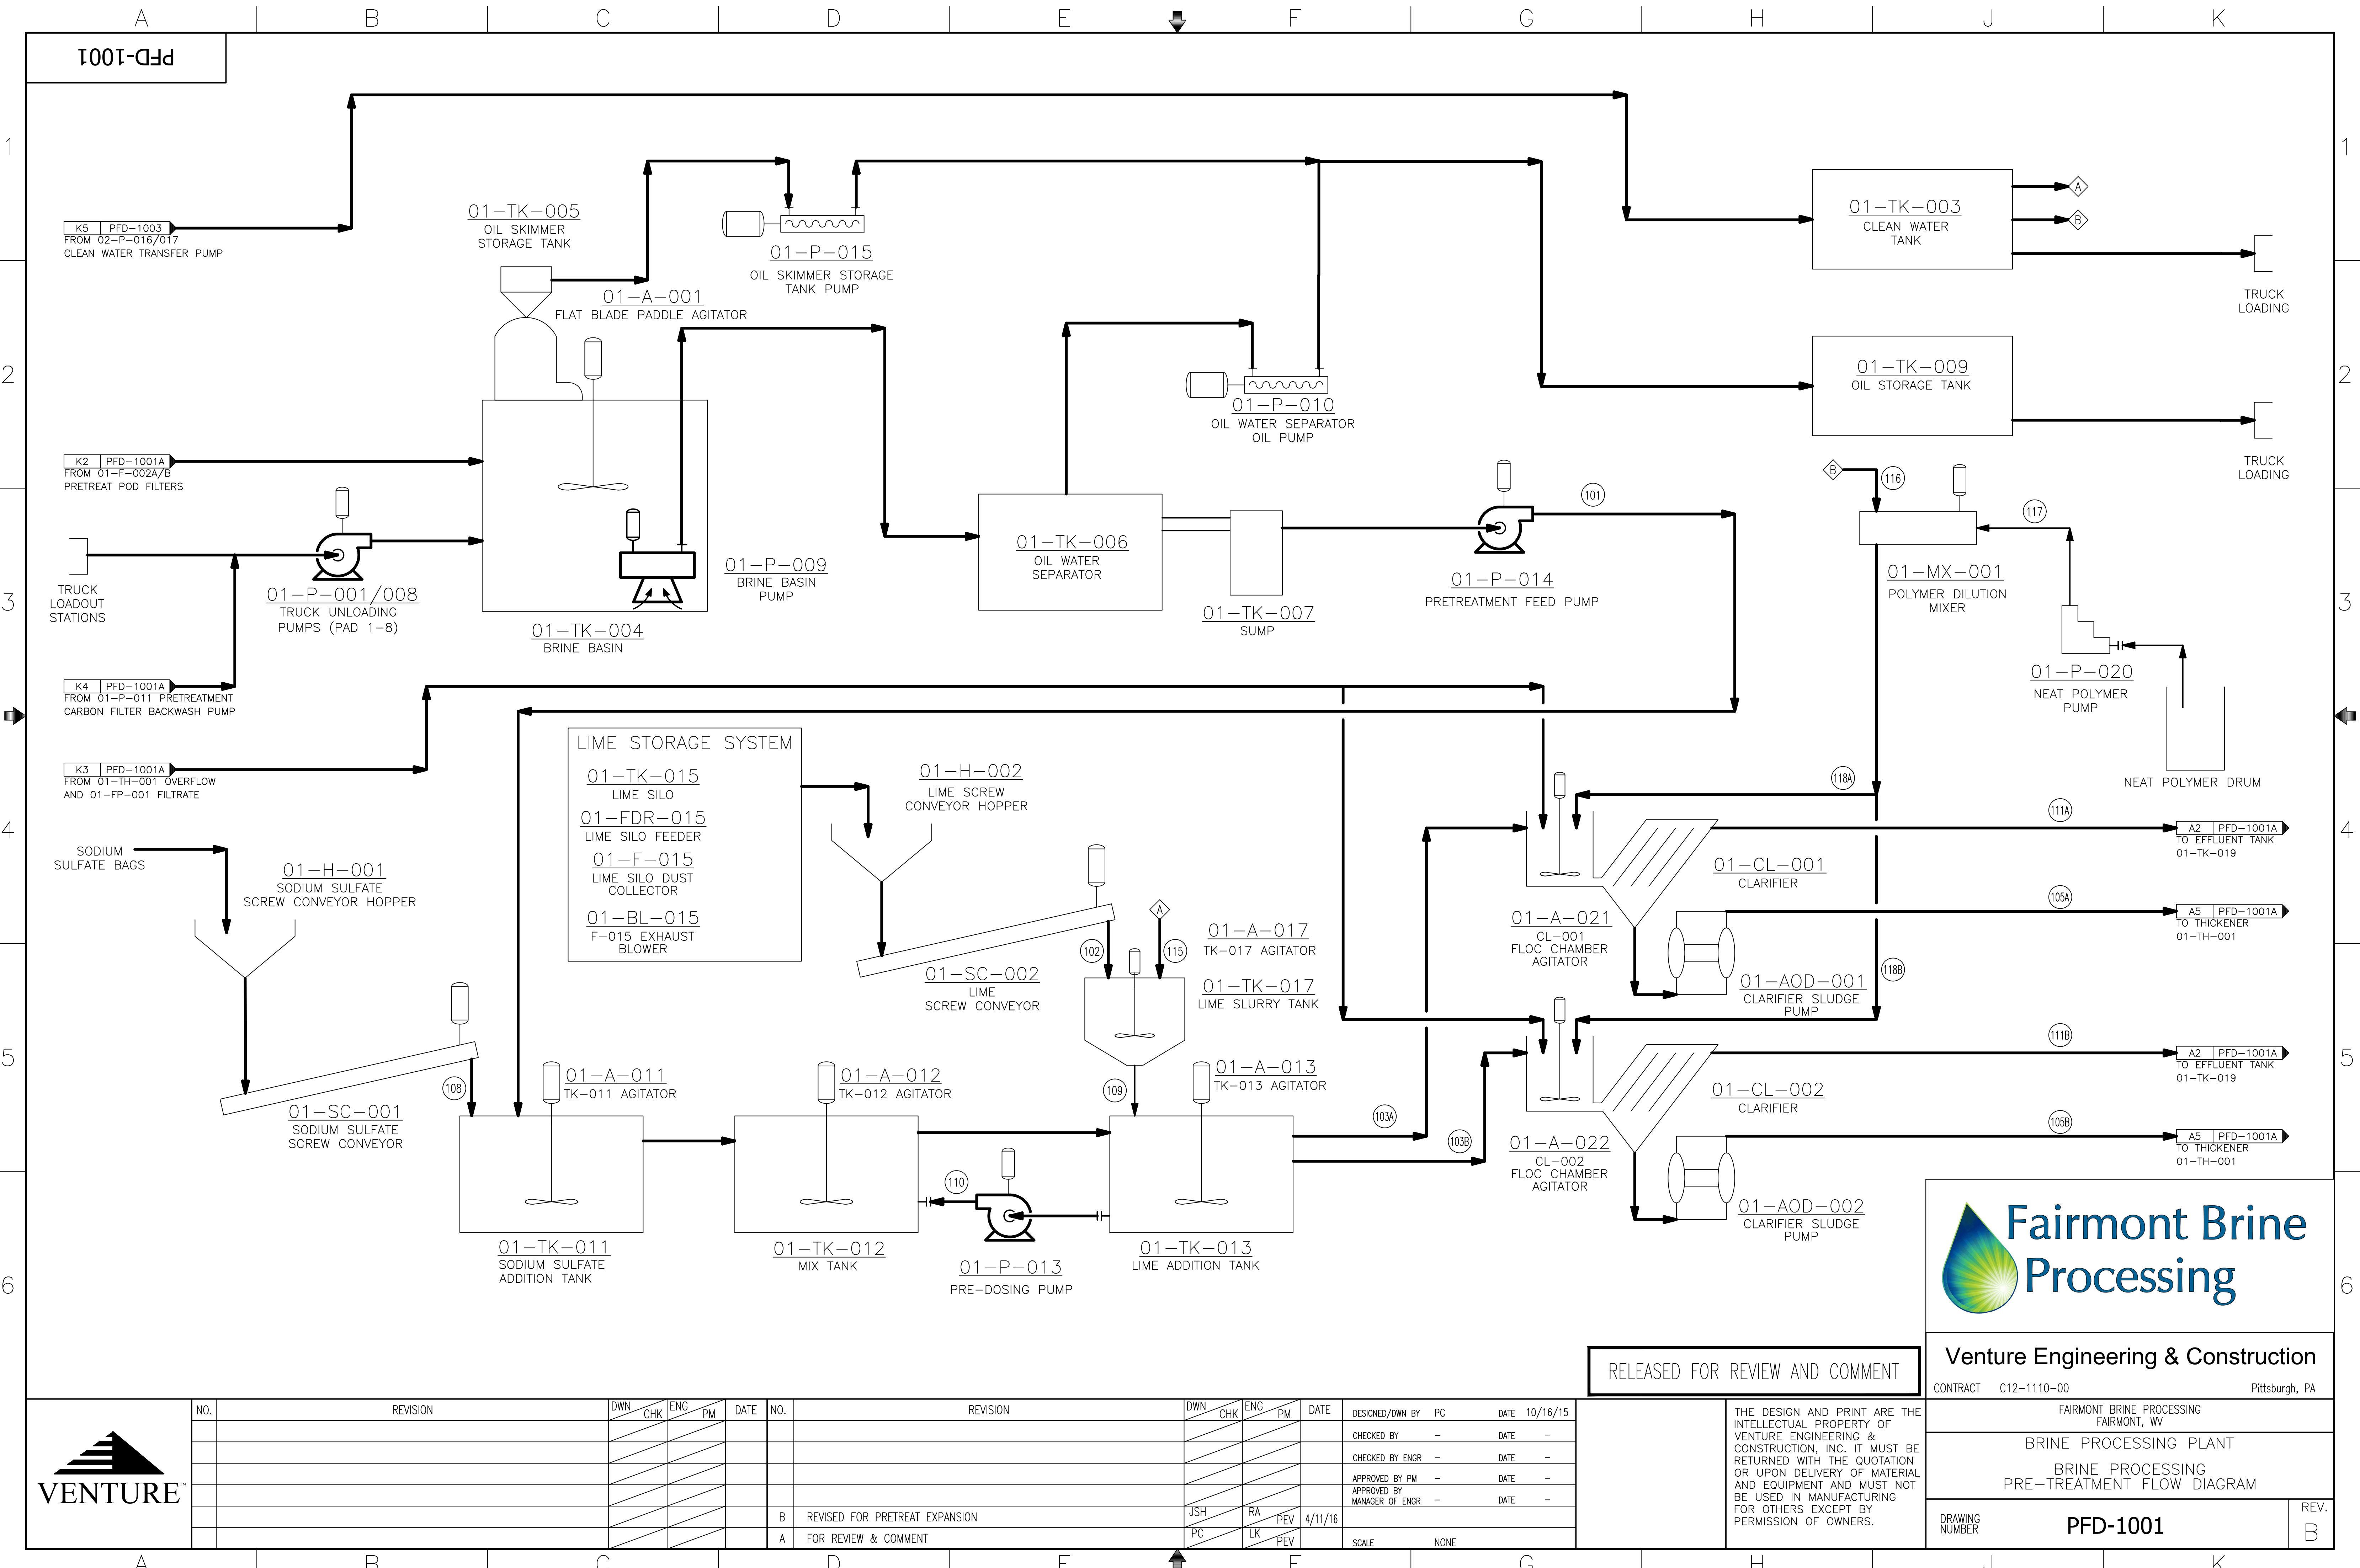 A B C D E F G H J K
PFD-1001
1
1
2
2
3
3
4
4
5
5
6
6
K5 PFD-1003
FROM 02-P-016/017
CLEAN WATER TRANSFER PUMP
01-TK-005
OIL SKIMMER
STORAGE TANK
01-P-015
OIL SKIMMER STORAGE
TANK PUMP
01-A-001
FLAT BLADE PADDLE AGITATOR
01-TK-003
CLEAN WATER
TANK
A
B
TRUCK
LOADING
01-TK-009
OIL STORAGE TANK
TRUCK
LOADING
01-P-010
OIL WATER SEPARATOR
OIL PUMP
K2 PFD-1001A
FROM 01-F-002A/B
PRETREAT POD FILTERS
TRUCK
LOADOUT
STATIONS
01-P-001/008
TRUCK UNLOADING
PUMPS (PAD 1-8)
01-TK-004
BRINE BASIN
01-P-009
BRINE BASIN
PUMP
01-TK-006
OIL WATER
SEPARATOR
01-TK-007
SUMP
101
01-P-014
PRETREATMENT FEED PUMP
B
116
117
01-MX-001
POLYMER DILUTION
MIXER
01-P-020
NEAT POLYMER
PUMP
NEAT POLYMER DRUM
K4 PFD-1001A
FROM 01-P-011 PRETREATMENT
CARBON FILTER BACKWASH PUMP
K3 PFD-1001A
FROM 01-TH-001 OVERFLOW
AND 01-FP-001 FILTRATE
SODIUM
SULFATE BAGS
01-H-001
SODIUM SULFATE
SCREW CONVEYOR HOPPER
LIME STORAGE SYSTEM
01-TK-015
LIME SILO
01-FDR-015
LIME SILO FEEDER
01-F-015
LIME SILO DUST
COLLECTOR
01-BL-015
F-015 EXHAUST
BLOWER
01-H-002
LIME SCREW
CONVEYOR HOPPER
01-SC-002
LIME
SCREW CONVEYOR
102
A
115
01-A-017
TK-017 AGITATOR
01-TK-017
LIME SLURRY TANK
118A
111A
A2 PFD-1001A
TO EFFLUENT TANK
01-TK-019
01-CL-001
CLARIFIER
105A
A5 PFD-1001A
TO THICKENER
01-TH-001
01-A-021
CL-001
FLOC CHAMBER
AGITATOR
01-AOD-001
CLARIFIER SLUDGE
PUMP
118B
111B
A2 PFD-1001A
TO EFFLUENT TANK
01-TK-019
01-CL-002
CLARIFIER
105B
A5 PFD-1001A
TO THICKENER
01-TH-001
01-A-022
CL-002
FLOC CHAMBER
AGITATOR
01-AOD-002
CLARIFIER SLUDGE
PUMP
108
01-SC-001
SODIUM SULFATE
SCREW CONVEYOR
01-A-011
TK-011 AGITATOR
01-A-012
TK-012 AGITATOR
109
01-A-013
TK-013 AGITATOR
103A
103B
110
01-TK-011
SODIUM SULFATE
ADDITION TANK
01-TK-012
MIX TANK
01-P-013
PRE-DOSING PUMP
01-TK-013
LIME ADDITION TANK
Fairmont Brine
Processing
RELEASED FOR REVIEW AND COMMENT
Venture Engineering & Construction
CONTRACT C12-1110-00 Pittsburgh, PA
VENTURE™
NO. REVISION DWN CHK ENG PM DATE
NO. REVISION DWN CHK ENG PM DATE
B REVISED FOR PRETREAT EXPANSION JSH RA PEV 4/11/16
A FOR REVIEW & COMMENT PC LK PEV
DESIGNED/DWN BY PC DATE 10/16/15
CHECKED BY - DATE -
CHECKED BY ENGR - DATE -
APPROVED BY PM - DATE -
APPROVED BY
MANAGER OF ENGR - DATE -
SCALE NONE
THE DESIGN AND PRINT ARE THE
INTELLECTUAL PROPERTY OF
VENTURE ENGINEERING &
CONSTRUCTION, INC. IT MUST BE
RETURNED WITH THE QUOTATION
OR UPON DELIVERY OF MATERIAL
AND EQUIPMENT AND MUST NOT
BE USED IN MANUFACTURING
FOR OTHERS EXCEPT BY
PERMISSION OF OWNERS.
FAIRMONT BRINE PROCESSING
FAIRMONT, WV
BRINE PROCESSING PLANT
BRINE PROCESSING
PRE-TREATMENT FLOW DIAGRAM
DRAWING
NUMBER
PFD-1001
REV.
B
A B C D E F G H J K